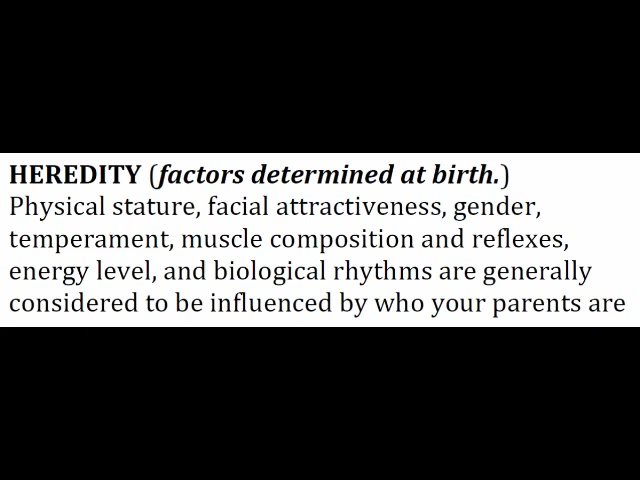 HEREDITY (factors determined at birth.)
Physical stature, facial attractiveness, gender,
temperament, muscle composition and reflexes,
energy level, and biological rhythms are generally
considered to be influenced by who your parents are